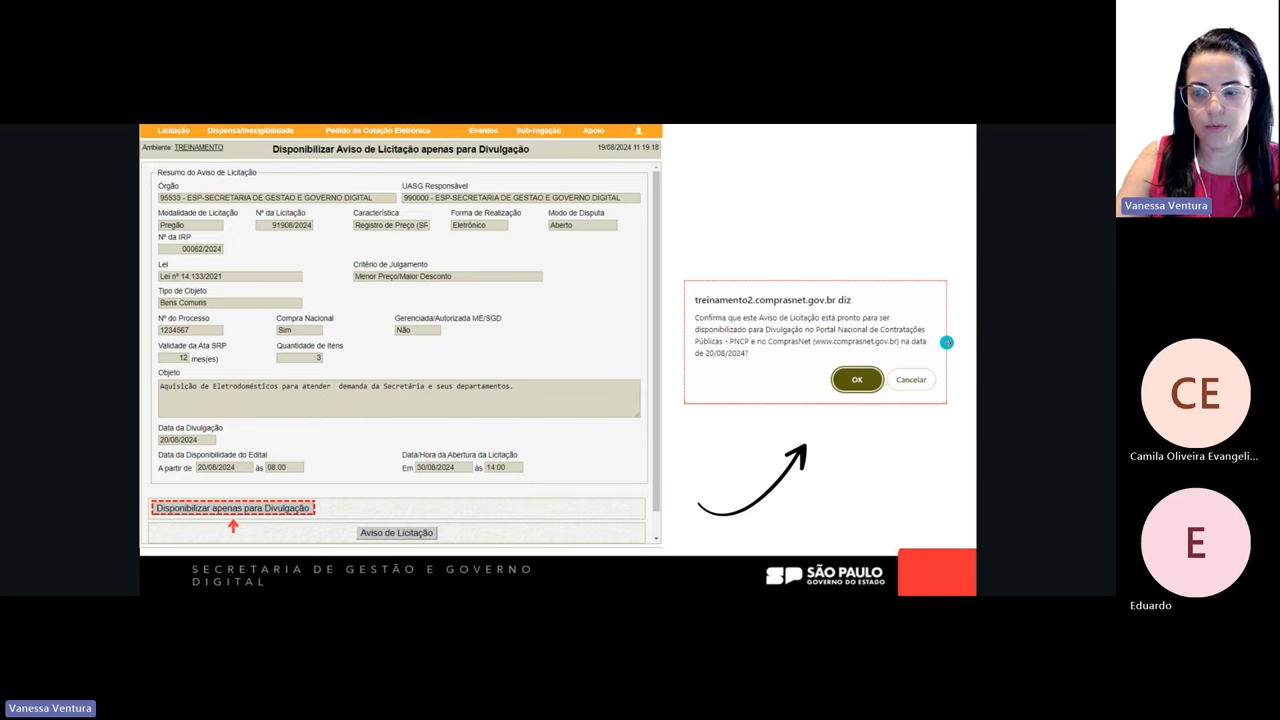 Licitação Dispensa/Inexigibilidade Pedido de Cotação Eletrônica Eventos Sub-rogação Apoio
Ambiente: TREINAMENTO Disponibilizar Aviso de Licitação apenas para Divulgação 19/08/2024 11:19:18
Resumo do Aviso de Licitação
Órgão UASG Responsável
95533 - ESP-SECRETARIA DE GESTAO E GOVERNO DIGITAL 990000 - ESP-SECRETARIA DE GESTAO E GOVERNO DIGITAL
Modalidade de Licitação Nº da Licitação Característica Forma de Realização Modo de Disputa
Pregão 91908/2024 Registro de Preço (SF Eletrônico Aberto
Nº da IRP
00062/2024
Lei Critério de Julgamento
Lei nº 14.133/2021 Menor Preço/Maior Desconto
Tipo de Objeto
Bens Comuns
Nº do Processo Compra Nacional Gerenciada/Autorizada ME/SGD
1234567 Sim Não
Validade da Ata SRP Quantidade de Itens
12 mes(es) 3
Objeto
Aquisição de Eletrodomésticos para atender demanda da Secretária e seus departamentos.
Data da Divulgação
20/08/2024
Data da Disponibilidade do Edital Data/Hora da Abertura da Licitação
A partir de 20/08/2024 às 08:00 Em 30/08/2024 às 14:00
Disponibilizar apenas para Divulgação
Aviso de Licitação
treinamento2.comprasnet.gov.br diz
Confirma que este Aviso de Licitação está pronto para ser
disponibilizado para Divulgação no Portal Nacional de Contratações
Públicas - PNCP e no ComprasNet (www.comprasnet.gov.br) na data
de 20/08/2024?
OK Cancelar
SECRETARIA DE GESTÃO E GOVERNO
DIGITAL
SP SÃO PAULO
GOVERNO DO ESTADO
Vanessa Ventura
CE
Camila Oliveira Evangeli...
E
Eduardo
Vanessa Ventura